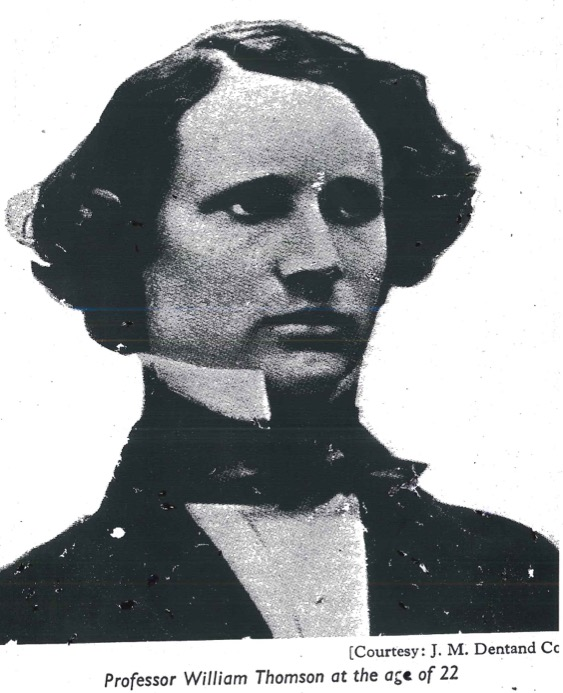 [Courtesy: J. M. Dentand Co
Professor William Thomson at the age of 22